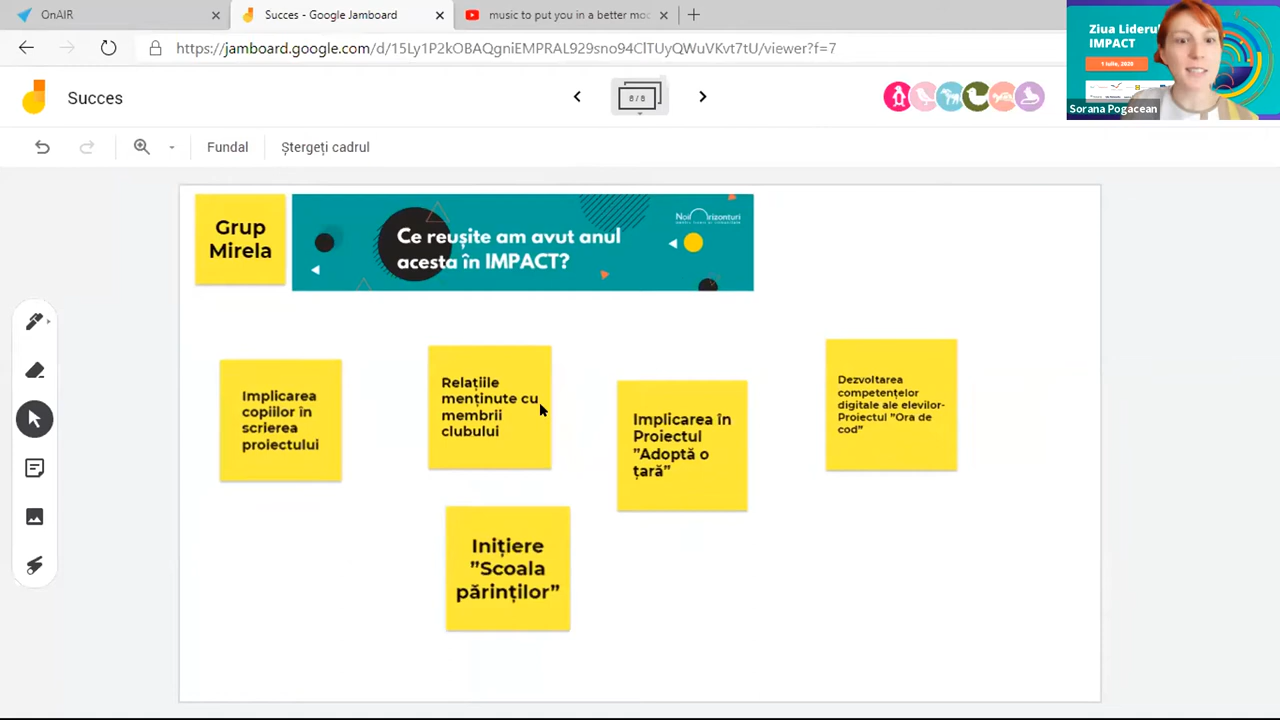 OnAIR
Succes - Google Jamboard
music to put you in a better moo
https://jamboard.google.com/d/15Ly1P2kOBAQgniEMPRAL929sno94ClTUyQWuVKvt7tU/viewer?f=7
Ziua Liderul
IMPACT
1 iulie, 2020
Sorana Pogacean
Succes
8 / 8
Fundal
Ștergeți cadrul
Grup
Mirela
Ce reușite am avut anul
acesta în IMPACT?
Noi Orizonturi
Implicarea
copiilor în
scrierea
proiectului
Relațiile
menținute cu
membrii
clubului
Implicarea în
Proiectul
”Adoptă o
țară”
Dezvoltarea
competențelor
digitale ale elevilor-
Proiectul ”Ora de
cod”
Inițiere
”Scoala
părinților”